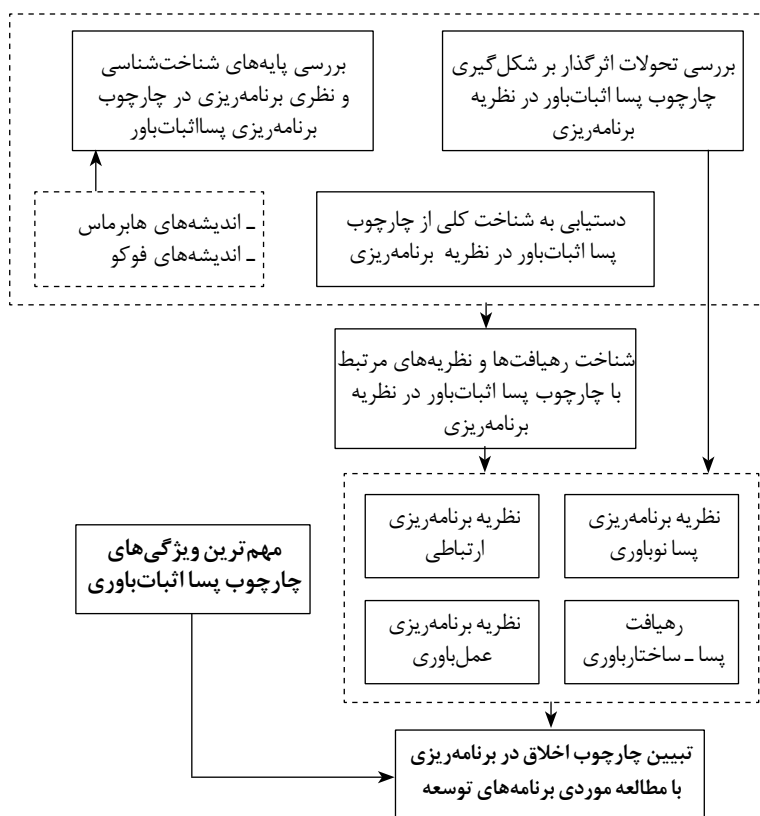 بررسی تحولات اثرگذار بر شکل‌گیری
چارچوب پسا اثبات‌باور در نظریه
برنامه‌ریزی
بررسی پایه‌های شناخت‌شناسی
و نظری برنامه‌ریزی در چارچوب
برنامه‌ریزی پسااثبات‌باور
دستیابی به شناخت کلی از چارچوب
پسا اثبات‌باور در نظریه برنامه‌ریزی
ـ اندیشه‌های هابرماس
ـ اندیشه‌های فوکو
شناخت رهیافت‌ها و نظریه‌های مرتبط
با چارچوب پسا اثبات‌باور در نظریه
برنامه‌ریزی
نظریه برنامه‌ریزی
پسا نوباوری
نظریه برنامه‌ریزی
ارتباطی
رهیافت
پسا ـ ساختارباوری
نظریه برنامه‌ریزی
عمل‌باوری
مهم‌ترین ویژگی‌های
چارچوب پسا اثبات‌باوری
تبیین چارچوب اخلاق در برنامه‌ریزی
با مطالعه موردی برنامه‌های توسعه